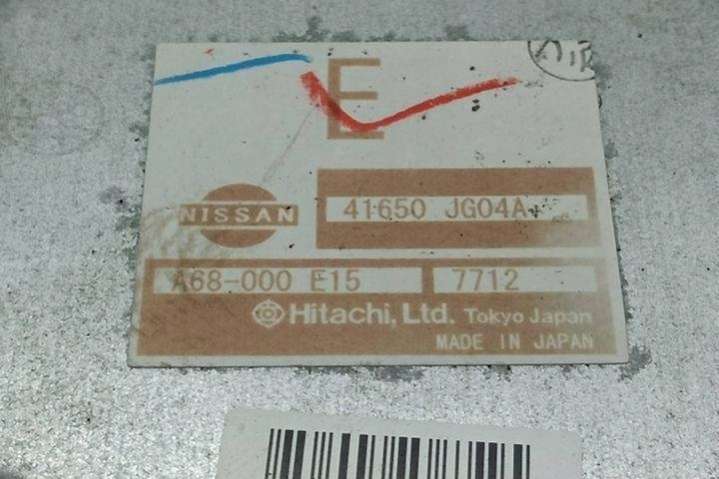 E
NISSAN
41650 JG04A
A68-000 E15
7712
Hitachi, Ltd. Tokyo Japan
MADE IN JAPAN